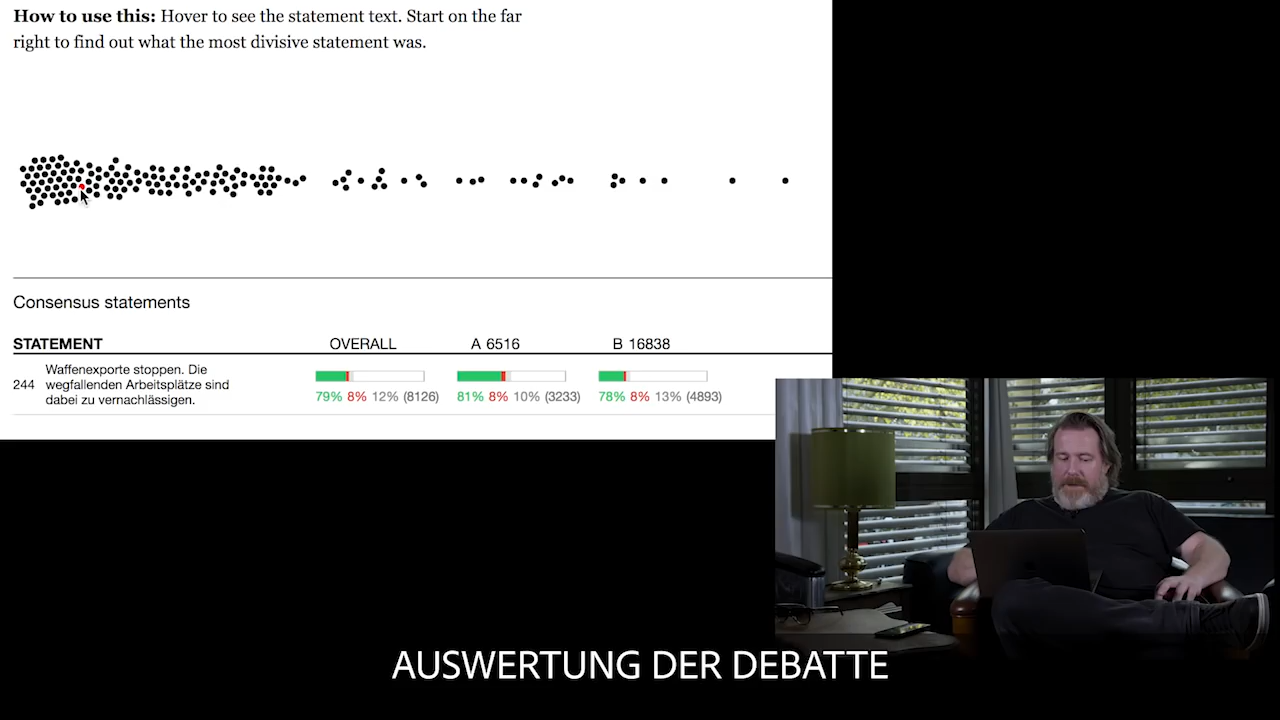 How to use this: Hover to see the statement text. Start on the far
right to find out what the most divisive statement was.
Consensus statements
STATEMENT OVERALL A 6516 B 16838
244 Waffenexporte stoppen. Die
wegfallenden Arbeitsplätze sind
dabei zu vernachlässigen.
79% 8% 12% (8126) 81% 8% 10% (3233) 78% 8% 13% (4893)
AUSWERTUNG DER DEBATTE